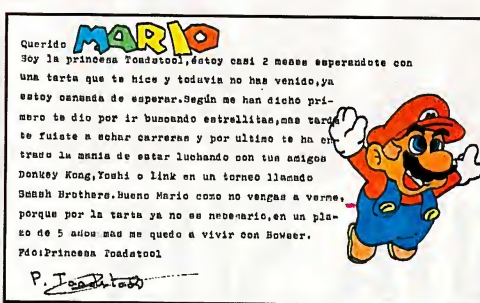 Querido MARIO
Soy la princesa Toadstool,estoy casi 2 meses esperandote con
una tarta que te hice y todavia no has venido,ya
estoy cansada de esperar.Según me han dicho pri-
mero te dio por ir buscando estrellitas,mas tarde
te fuiste a echar carreras y por ultimo te ha en-
trado la mania de estar luchando con tus amigos
Donkey Kong,Yoshi o link en un torneo llamado
Smash Brothers.Bueno Mario como no vengas a verme,
porque por la tarta ya no es necesario,en un pla-
zo de 5 años mas me quedo a vivir con Bowser.
Fdo:Princesa Toadstool
P. Toadstool